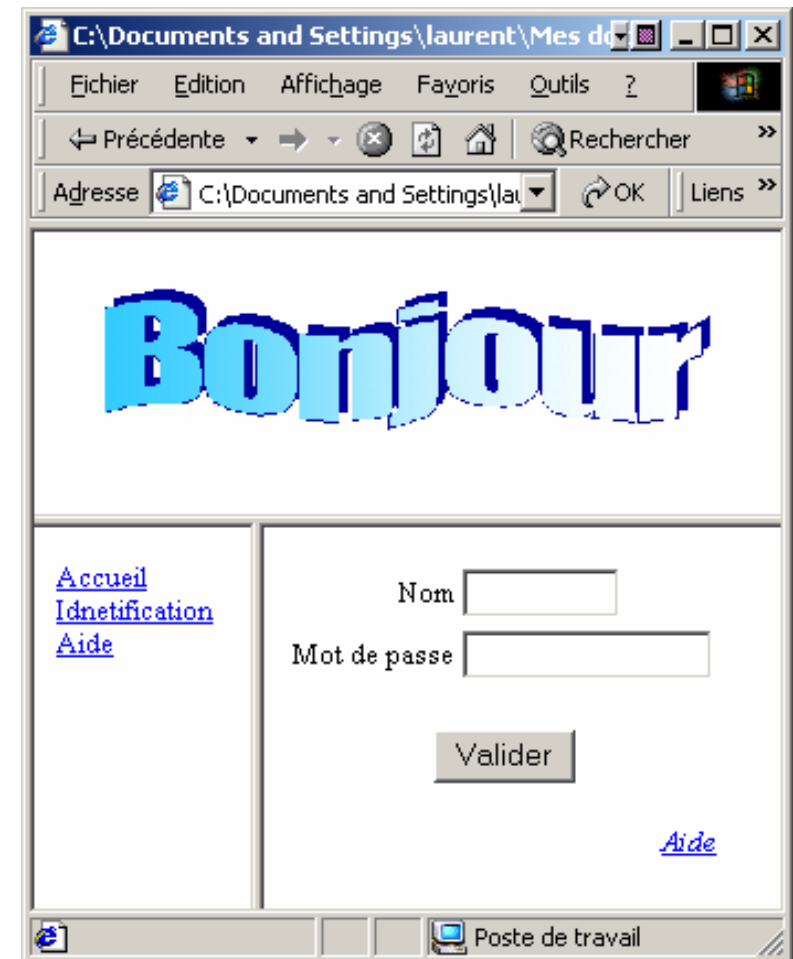 C:\Documents and Settings\laurent\Mes do
Fichier Edition Affichage Favoris Outils ?
Précédente Rechercher »
Adresse C:\Documents and Settings\lau OK Liens »
Bonjour
Accueil
Idnetification
Aide
Nom
Mot de passe
Valider
Aide
Poste de travail